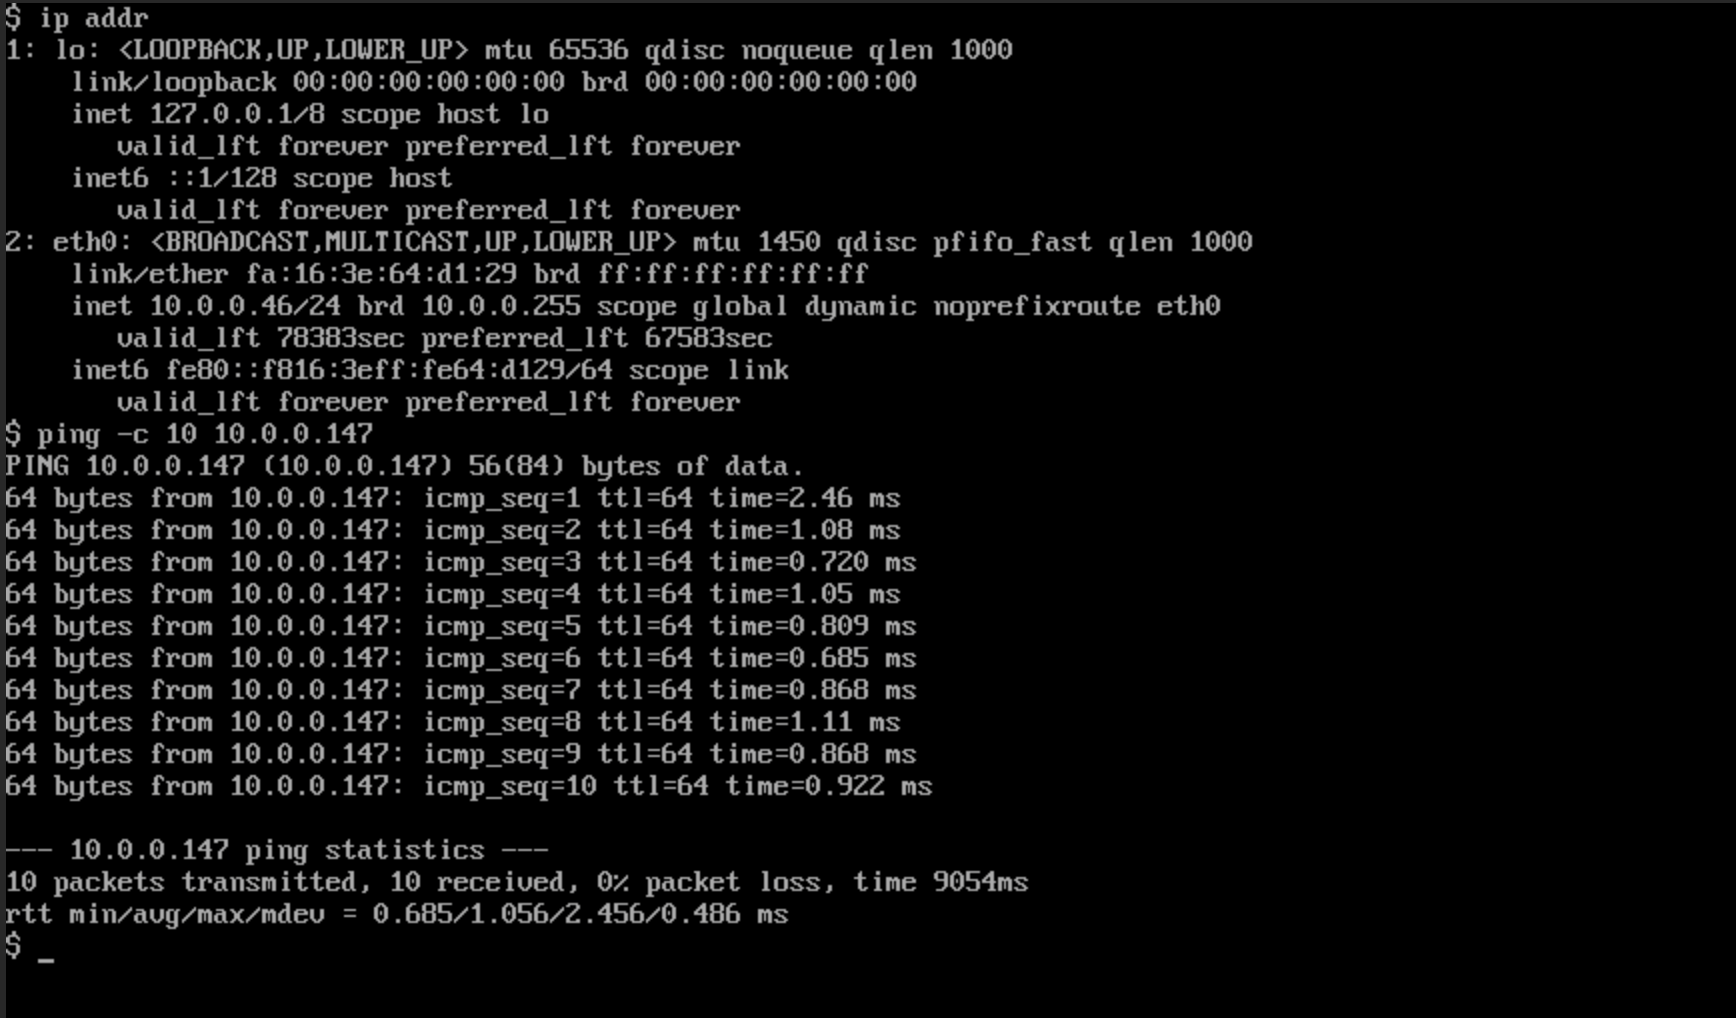 $ ip addr
1: lo: <LOOPBACK,UP,LOWER_UP> mtu 65536 qdisc noqueue qlen 1000
    link/loopback 00:00:00:00:00:00 brd 00:00:00:00:00:00
    inet 127.0.0.1/8 scope host lo
       valid_lft forever preferred_lft forever
    inet6 ::1/128 scope host
       valid_lft forever preferred_lft forever
2: eth0: <BROADCAST,MULTICAST,UP,LOWER_UP> mtu 1450 qdisc pfifo_fast qlen 1000
    link/ether fa:16:3e:64:d1:29 brd ff:ff:ff:ff:ff:ff
    inet 10.0.0.46/24 brd 10.0.0.255 scope global dynamic noprefixroute eth0
       valid_lft 78383sec preferred_lft 67583sec
    inet6 fe80::f816:3eff:fe64:d129/64 scope link
       valid_lft forever preferred_lft forever
$ ping -c 10 10.0.0.147
PING 10.0.0.147 (10.0.0.147) 56(84) bytes of data.
64 bytes from 10.0.0.147: icmp_seq=1 ttl=64 time=2.46 ms
64 bytes from 10.0.0.147: icmp_seq=2 ttl=64 time=1.08 ms
64 bytes from 10.0.0.147: icmp_seq=3 ttl=64 time=0.720 ms
64 bytes from 10.0.0.147: icmp_seq=4 ttl=64 time=1.05 ms
64 bytes from 10.0.0.147: icmp_seq=5 ttl=64 time=0.809 ms
64 bytes from 10.0.0.147: icmp_seq=6 ttl=64 time=0.685 ms
64 bytes from 10.0.0.147: icmp_seq=7 ttl=64 time=0.868 ms
64 bytes from 10.0.0.147: icmp_seq=8 ttl=64 time=1.11 ms
64 bytes from 10.0.0.147: icmp_seq=9 ttl=64 time=0.868 ms
64 bytes from 10.0.0.147: icmp_seq=10 ttl=64 time=0.922 ms

--- 10.0.0.147 ping statistics ---
10 packets transmitted, 10 received, 0% packet loss, time 9054ms
rtt min/avg/max/mdev = 0.685/1.056/2.456/0.486 ms
$ _